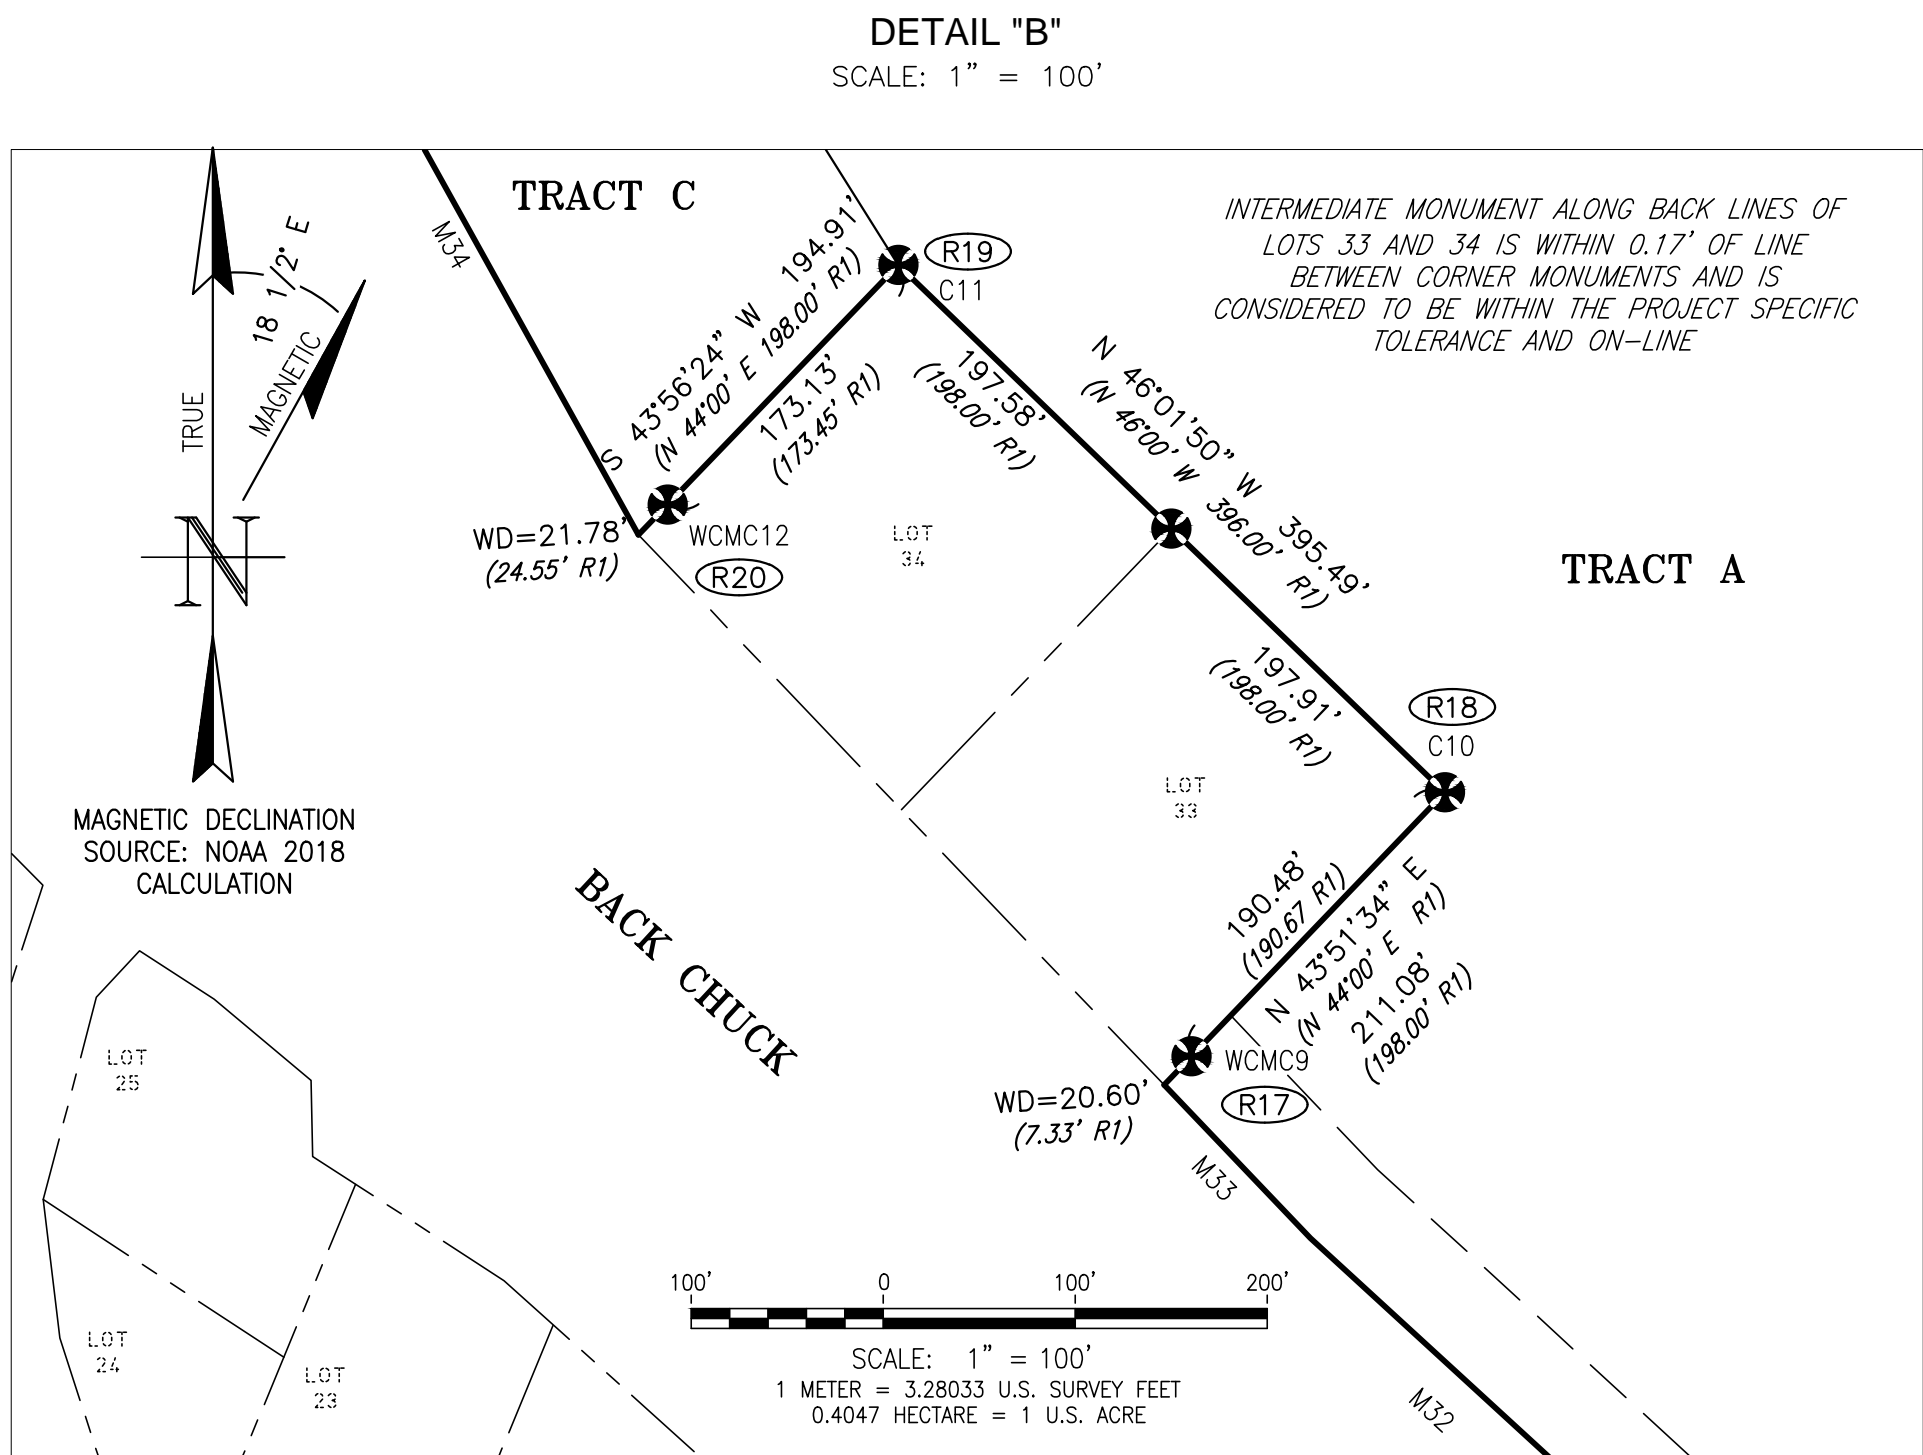 DETAIL "B"
SCALE: 1" = 100'
TRACT C
INTERMEDIATE MONUMENT ALONG BACK LINES OF
LOTS 33 AND 34 IS WITHIN 0.17' OF LINE
BETWEEN CORNER MONUMENTS AND IS
CONSIDERED TO BE WITHIN THE PROJECT SPECIFIC
TOLERANCE AND ON-LINE
M34
R19
C11
18 1/2° E
TRUE
MAGNETIC
N
MAGNETIC DECLINATION
SOURCE: NOAA 2018
CALCULATION
S 43°56'24" W 194.91'
(N 44°00' E 198.00' R1)
173.13'
(173.45' R1)
197.58'
(198.00' R1)
N 46°01'50" W 395.49'
(N 46°00' W 396.00' R1)
WD=21.78'
(24.55' R1)
WCMC12
R20
LOT
34
TRACT A
197.91'
(198.00' R1)
R18
C10
LOT
33
190.48'
(190.67 R1)
N 43°51'34" E
(N 44°00' E R1)
211.08'
(198.00' R1)
BACK CHUCK
WCMC9
R17
WD=20.60'
(7.33' R1)
M33
LOT
25
LOT
24
LOT
23
100' 0 100' 200'
SCALE: 1" = 100'
1 METER = 3.28033 U.S. SURVEY FEET
0.4047 HECTARE = 1 U.S. ACRE
M32